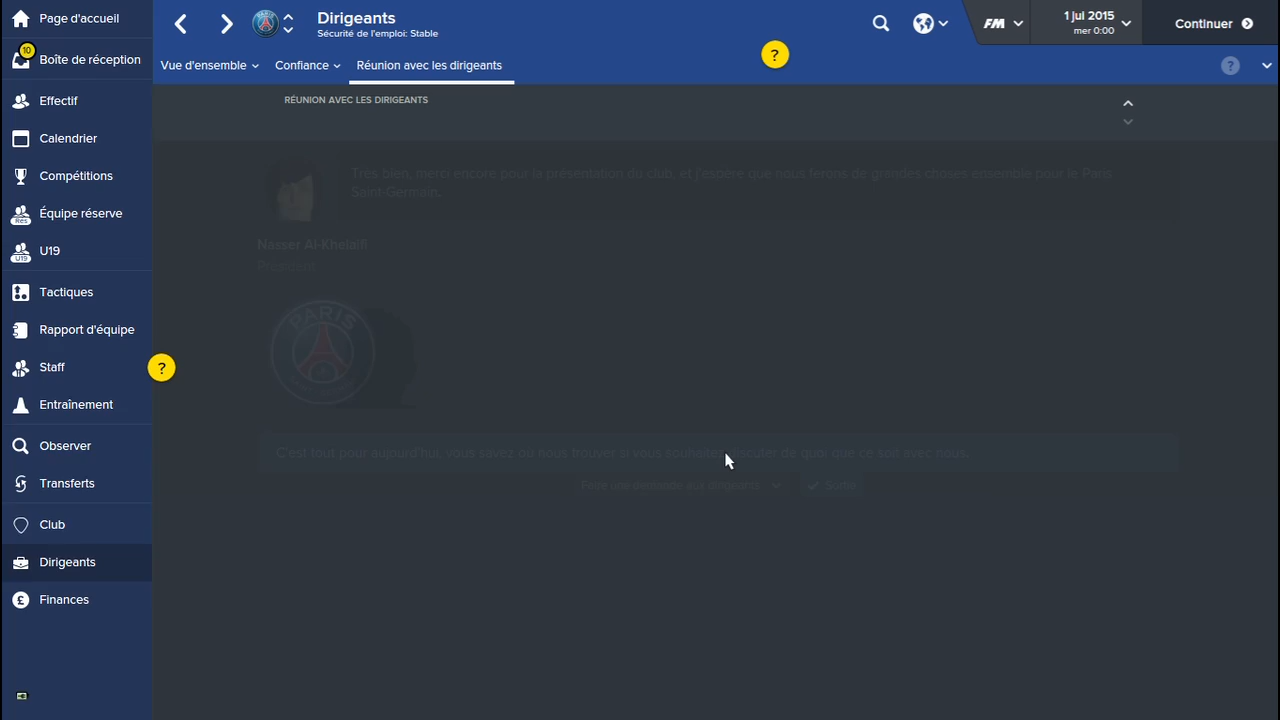 Page d'accueil
10
Boîte de réception
Effectif
Calendrier
Compétitions
Res
Équipe réserve
U19
U19
Tactiques
Rapport d'équipe
Staff
?
Entraînement
Observer
Transferts
Club
Dirigeants
£
Finances
PARIS
Dirigeants
Sécurité de l'emploi: Stable
FM
1 jul 2015
mer 0:00
Continuer
Vue d'ensemble
Confiance
Réunion avec les dirigeants
?
?
RÉUNION AVEC LES DIRIGEANTS
Très bien, merci encore pour la présentation du club, et j'espère que nous ferons de grandes choses ensemble pour le Paris
Saint-Germain.
Nasser Al-Khelaïfi
Président
PARIS
C'est tout pour aujourd'hui, vous savez où nous trouver si vous souhaitez discuter de quoi que ce soit avec nous.
Faire une demande aux dirigeants
Sortir